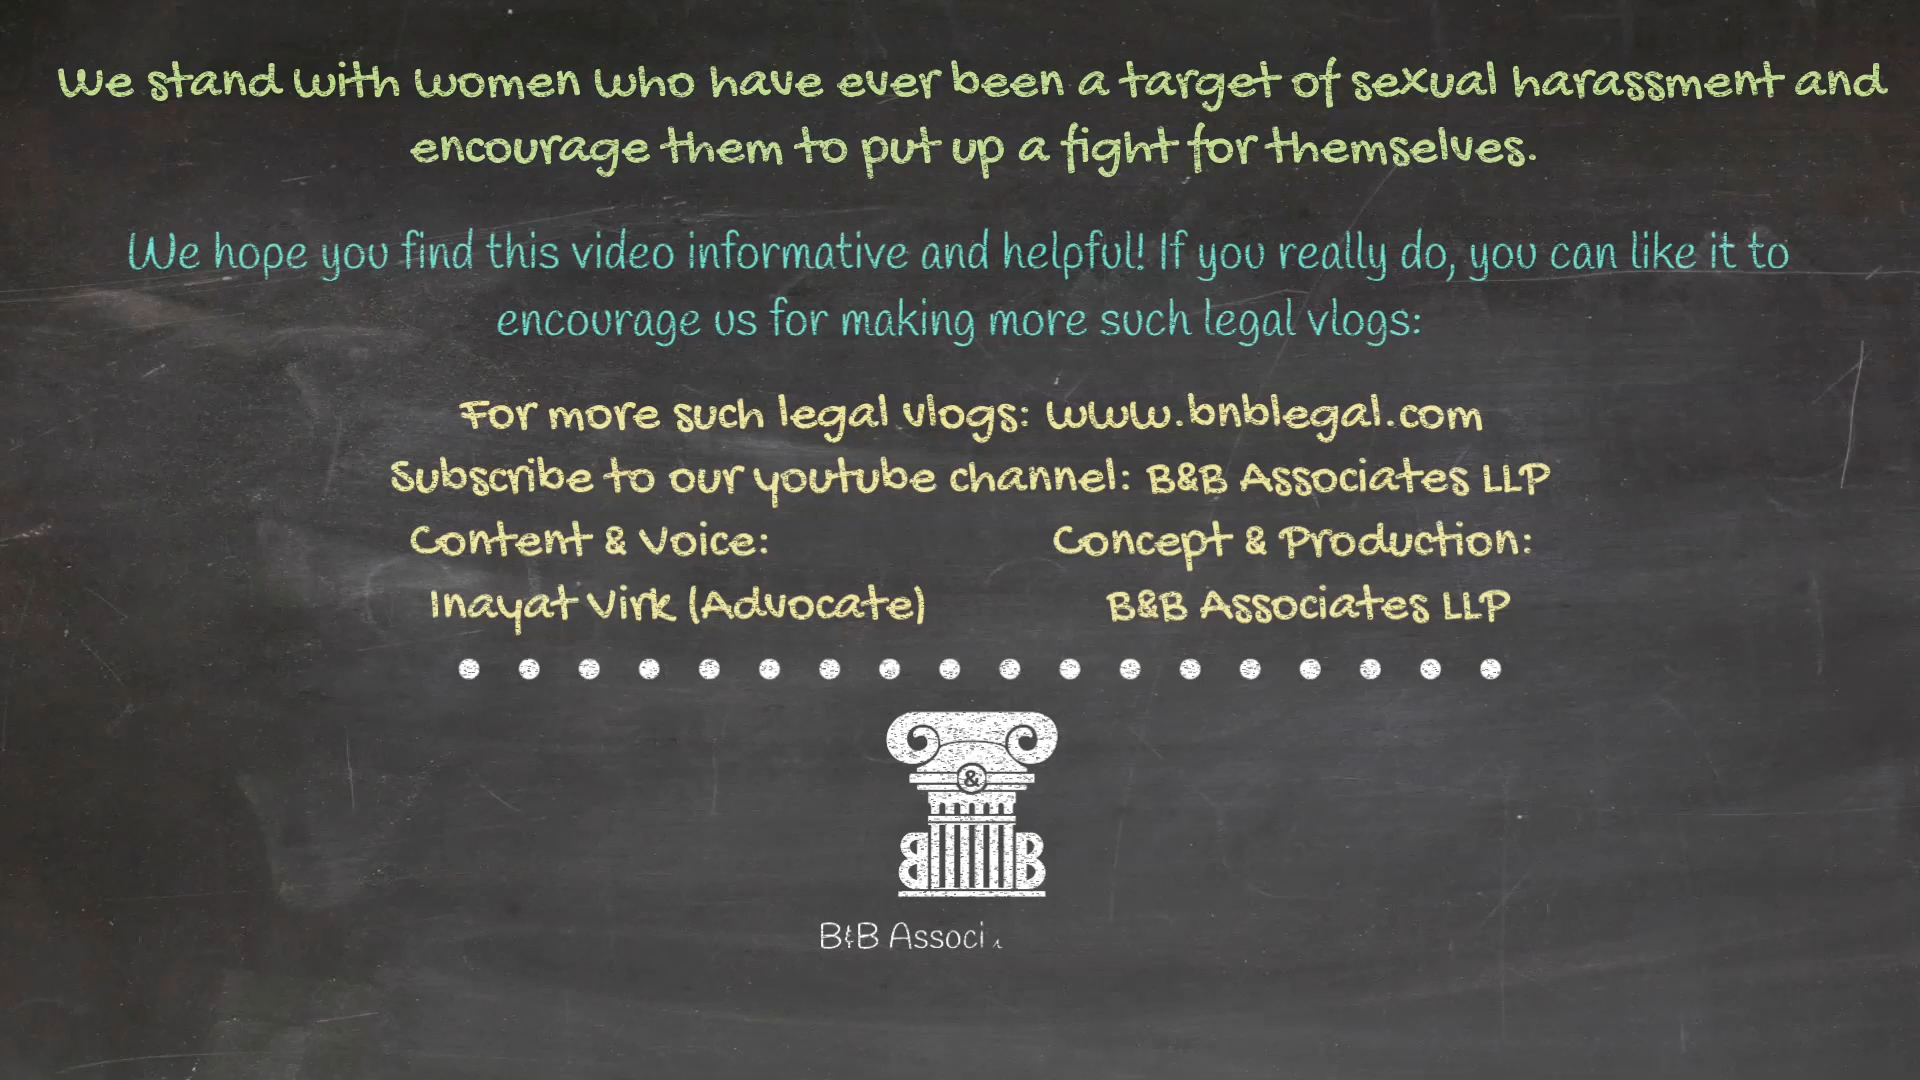 We stand with women who have ever been a target of sexual harassment and
encourage them to put up a fight for themselves.
We hope you find this video informative and helpful! If you really do, you can like it to
encourage us for making more such legal vlogs:
For more such legal vlogs: www.bnblegal.com
Subscribe to our youtube channel: B&B Associates LLP
Content & Voice: Concept & Production:
Inayat Virk (Advocate) B&B Associates LLP
&
B B
B&B Associ